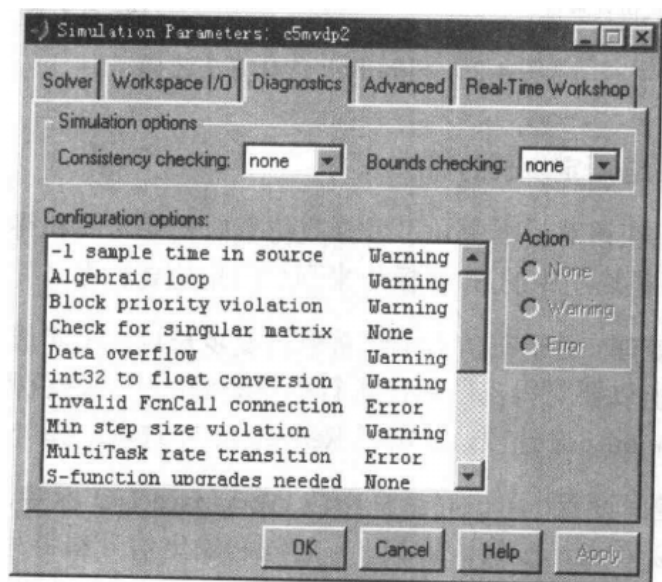 Simulation Parameters: c5mvdp2
Solver Workspace I/O Diagnostics Advanced Real-Time Workshop
Simulation options
Consistency checking: none Bounds checking: none
Configuration options:
-1 sample time in source Warning
Algebraic loop Warning
Block priority violation Warning
Check for singular matrix None
Data overflow Warning
int32 to float conversion Warning
Invalid FcnCall connection Error
Min step size violation Warning
MultiTask rate transition Error
S-function upgrades needed None
Action
None
Warning
Error
OK Cancel Help Apply